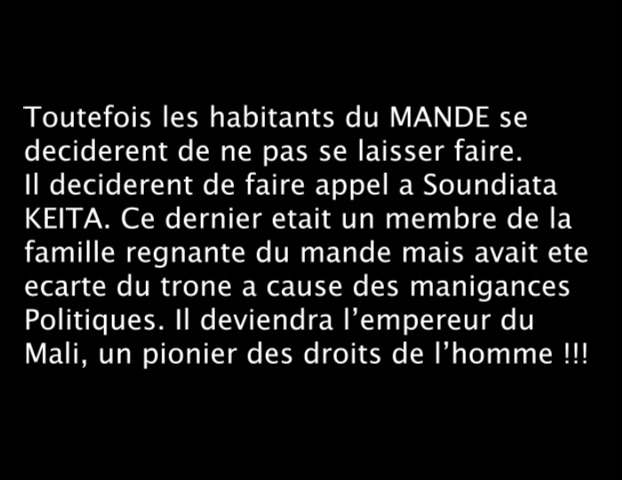 Toutefois les habitants du MANDE se
deciderent de ne pas se laisser faire.
Il deciderent de faire appel a Soundiata
KEITA. Ce dernier etait un membre de la
famille regnante du mande mais avait ete
ecarte du trone a cause des manigances
Politiques. Il deviendra l’empereur du
Mali, un pionier des droits de l’homme !!!